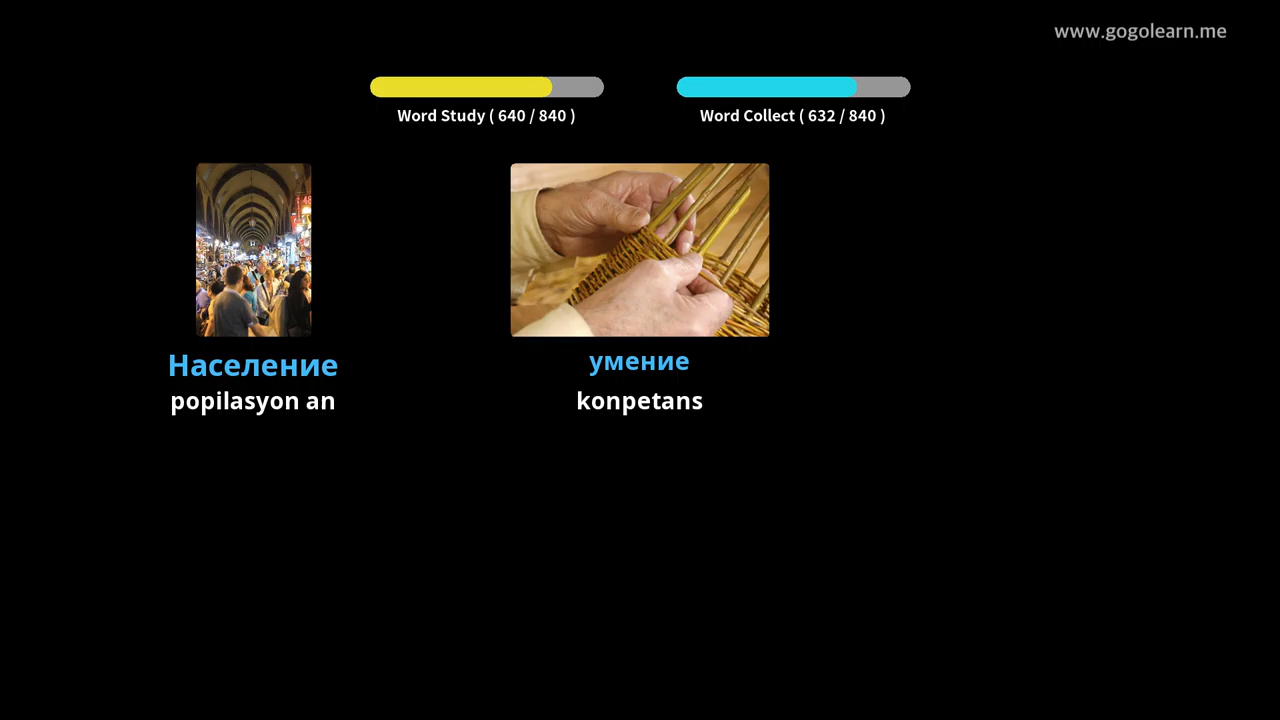 www.gogolearn.me
Word Study ( 640 / 840 )
Word Collect ( 632 / 840 )
Население
popilasyon an
умение
konpetans